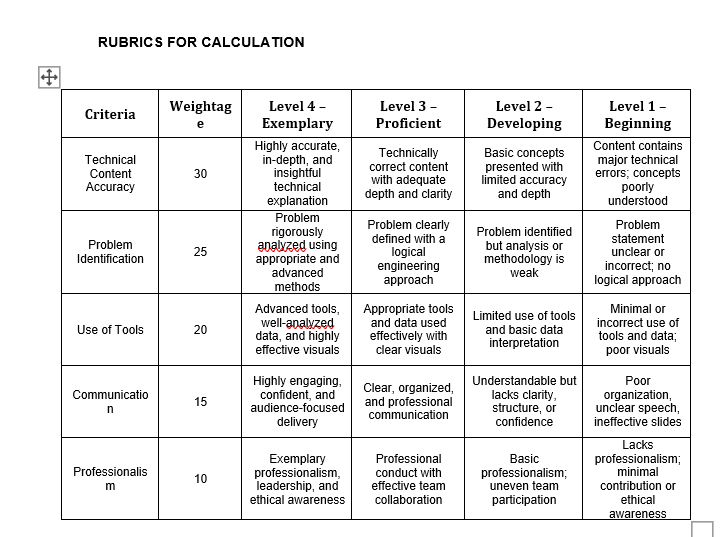 RUBRICS FOR CALCULATION
Criteria
Weightag
e
Level 4 –
Exemplary
Level 3 –
Proficient
Level 2 –
Developing
Level 1 –
Beginning
Technical
Content
Accuracy
30
Highly accurate,
in-depth, and
insightful
technical
explanation
Technically
correct content
with adequate
depth and clarity
Basic concepts
presented with
limited accuracy
and depth
Content contains
major technical
errors; concepts
poorly
understood
Problem
Identification
25
Problem
rigorously
analyzed using
appropriate and
advanced
methods
Problem clearly
defined with a
logical
engineering
approach
Problem identified
but analysis or
methodology is
weak
Problem
statement
unclear or
incorrect; no
logical approach
Use of Tools
20
Advanced tools,
well-analyzed
data, and highly
effective visuals
Appropriate tools
and data used
effectively with
clear visuals
Limited use of tools
and basic data
interpretation
Minimal or
incorrect use of
tools and data;
poor visuals
Communicatio
n
15
Highly engaging,
confident, and
audience-focused
delivery
Clear, organized,
and professional
communication
Understandable but
lacks clarity,
structure, or
confidence
Poor
organization,
unclear speech,
ineffective slides
Professionalis
m
10
Exemplary
professionalism,
leadership, and
ethical awareness
Professional
conduct with
effective team
collaboration
Basic
professionalism;
uneven team
participation
Lacks
professionalism;
minimal
contribution or
ethical
awareness